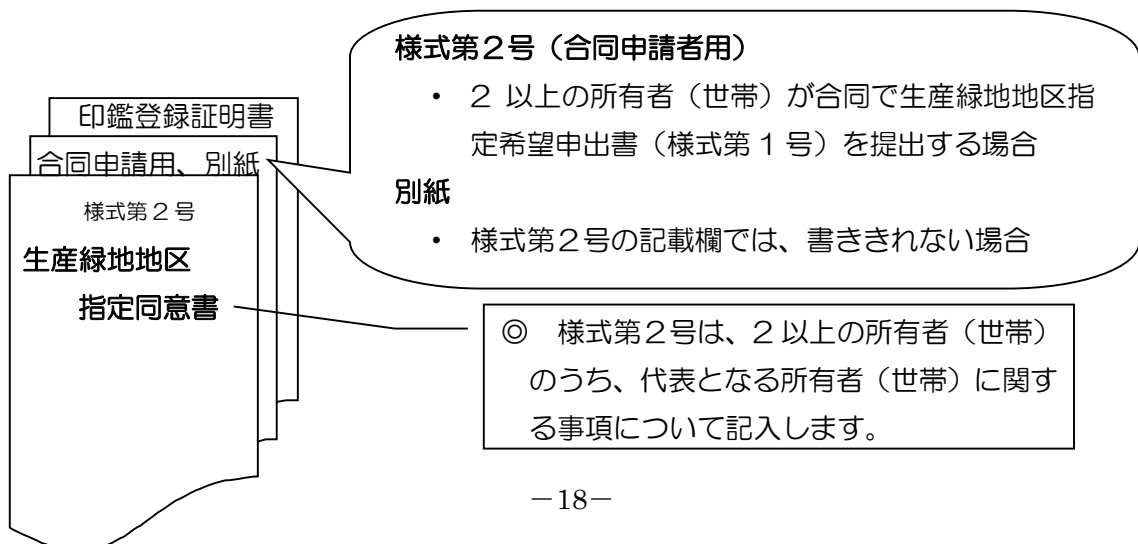 様式第２号（合同申請者用）
・ 2 以上の所有者（世帯）が合同で生産緑地地区指
定希望申出書（様式第 1 号）を提出する場合
別紙
・ 様式第２号の記載欄では、書ききれない場合
印鑑登録証明書
合同申請用、別紙
様式第 2 号
生産緑地地区
指定同意書
◎ 様式第２号は、2 以上の所有者（世帯）
のうち、代表となる所有者（世帯）に関す
る事項について記入します。
－18－